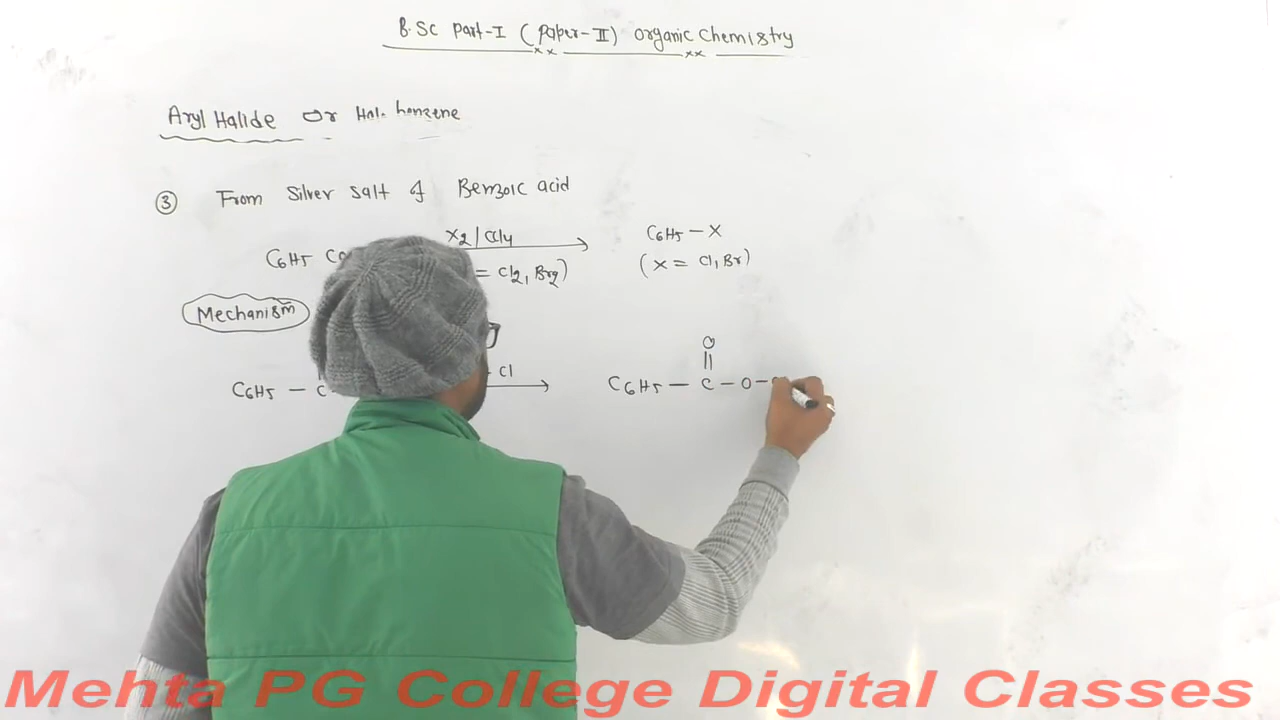 B.Sc Part-I (Paper-II) Organic Chemistry
Aryl Halide Or Halo benzene
③ From Silver Salt of Benzoic acid
C6H5 X2 | CCl4 C6H5 – X
= Cl2, Br2) (X = Cl, Br)
Mechanism
O
C6H5 – C Cl C6H5 – C – O –
Mehta PG College Digital Classes